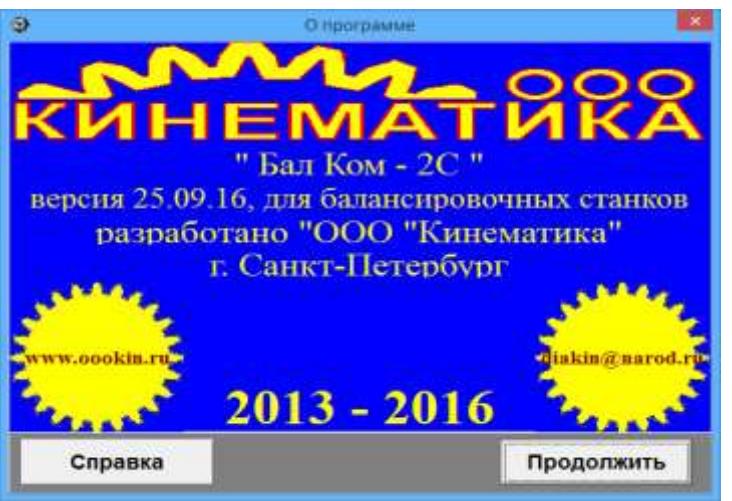 О программе
ООО
КИНЕМАТИКА
" Бал Ком - 2С "
версия 25.09.16, для балансировочных станков
разработано "ООО "Кинематика"
г. Санкт-Петербург
www.oookin.ru
diakin@narod.ru
2013 - 2016
Справка
Продолжить